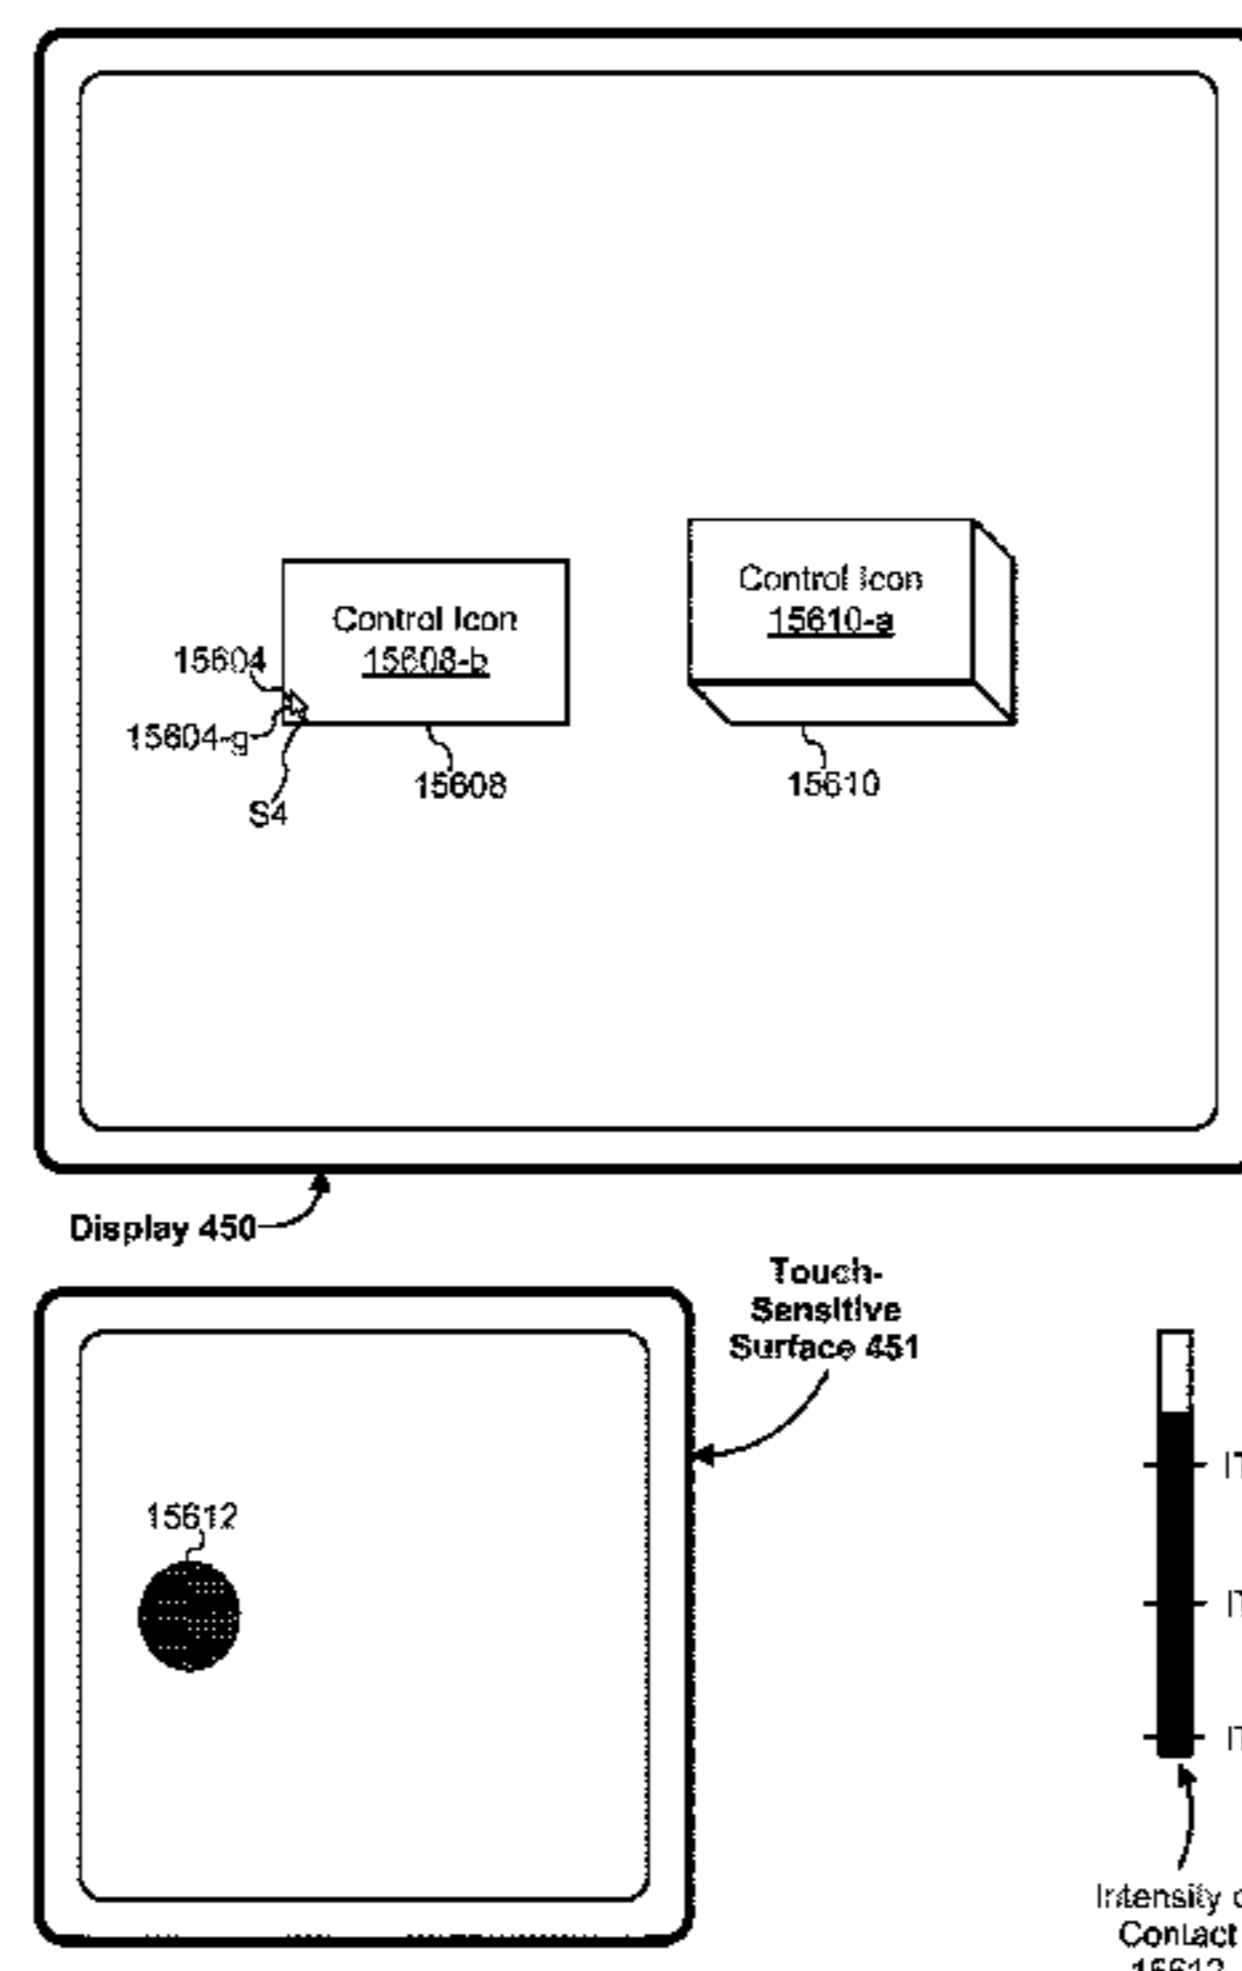 Control Icon
15608-b
Control Icon
15610-a
15604
15604-g
S4
15608
15610
Display 450
Touch-
Sensitive
Surface 451
15612
Intensity
Contact
15612